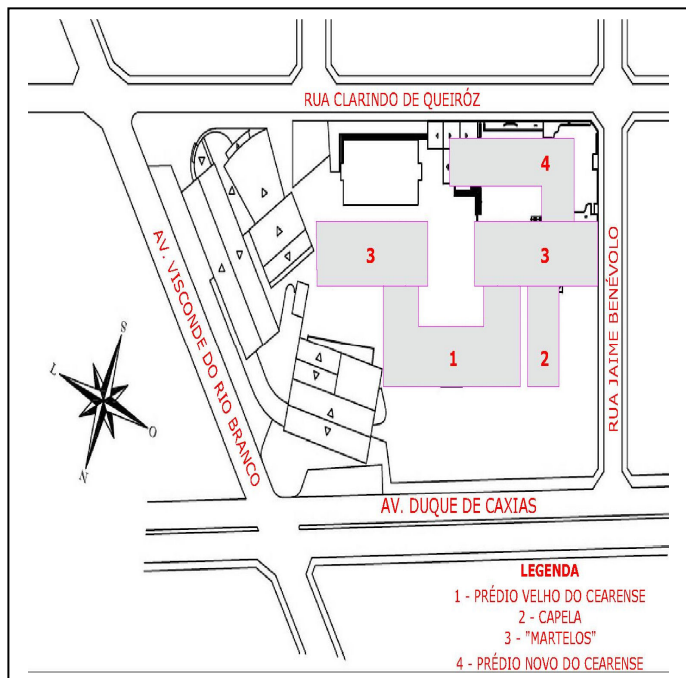 RUA CLARINDO DE QUEIRÓZ
4
AV. VISCONDE DO RIO BRANCO
3
3
RUA JAIME BENÉVOLO
S
L
O
N
1
2
AV. DUQUE DE CAXIAS
LEGENDA
1 - PRÉDIO VELHO DO CEARENSE
2 - CAPELA
3 - "MARTELOS"
4 - PRÉDIO NOVO DO CEARENSE